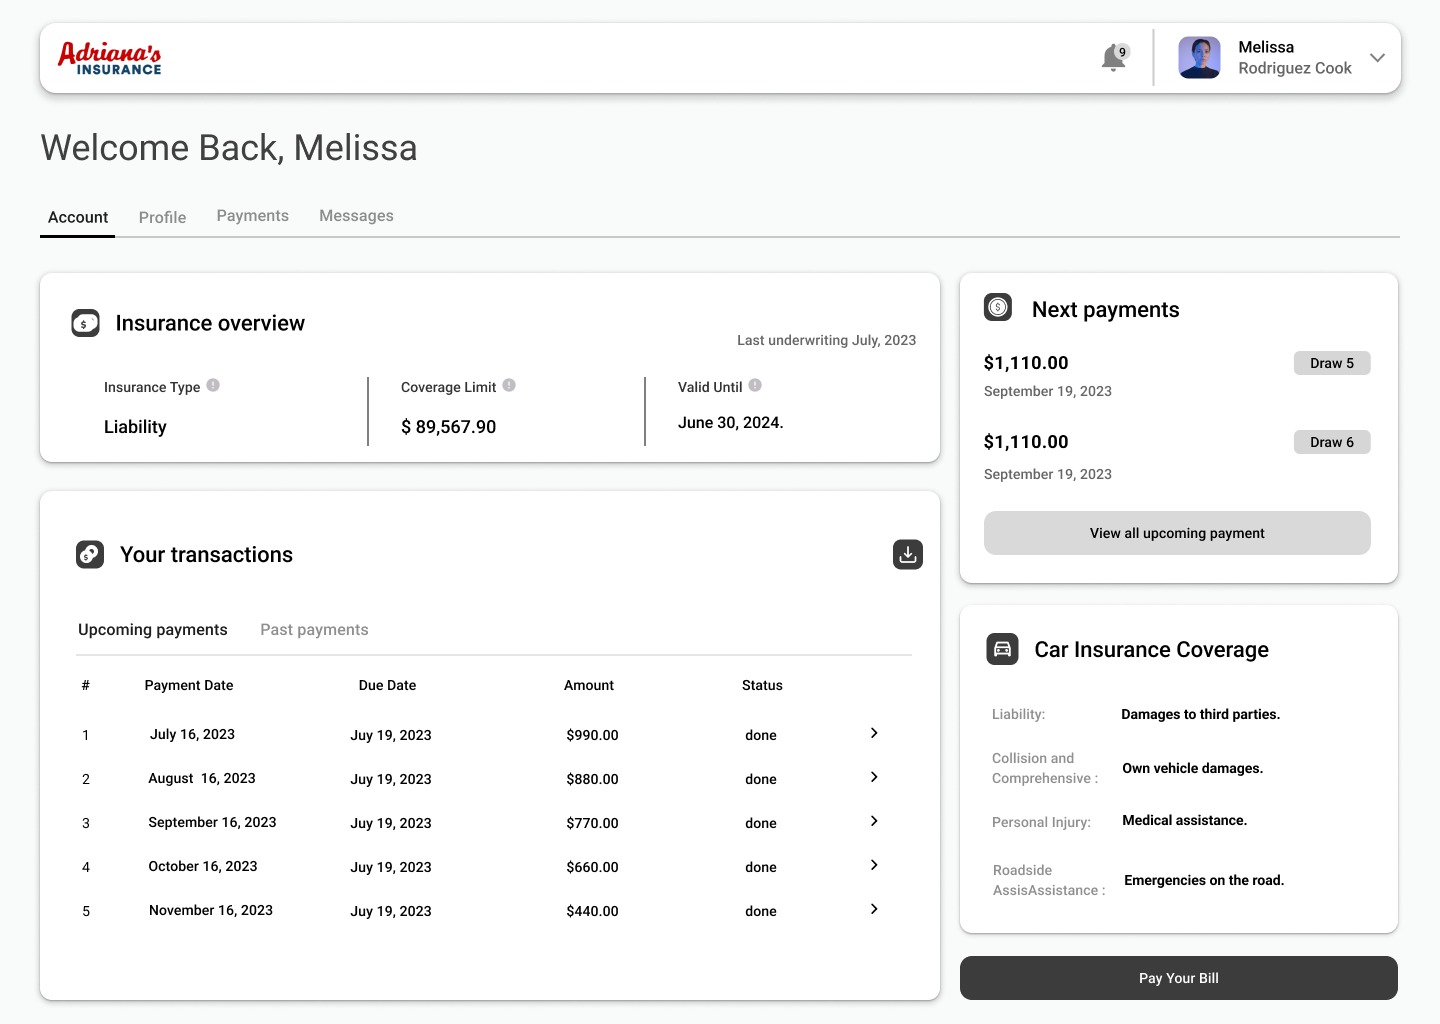 Adriana's
INSURANCE
9
Melissa
Rodriguez Cook
Welcome Back, Melissa
Account
Profile
Payments
Messages
Insurance overview
Last underwriting July, 2023
Insurance Type
Liability
Coverage Limit
$ 89,567.90
Valid Until
June 30, 2024.
Your transactions
Upcoming payments
Past payments
# Payment Date Due Date Amount Status
1 July 16, 2023 Juy 19, 2023 $990.00 done
2 August  16, 2023 Juy 19, 2023 $880.00 done
3 September 16, 2023 Juy 19, 2023 $770.00 done
4 October 16, 2023 Juy 19, 2023 $660.00 done
5 November 16, 2023 Juy 19, 2023 $440.00 done
Next payments
$1,110.00 Draw 5
September 19, 2023
$1,110.00 Draw 6
September 19, 2023
View all upcoming payment
Car Insurance Coverage
Liability: Damages to third parties.
Collision and
Comprehensive :
Own vehicle damages.
Personal Injury: Medical assistance.
Roadside
AssisAssistance :
Emergencies on the road.
Pay Your Bill